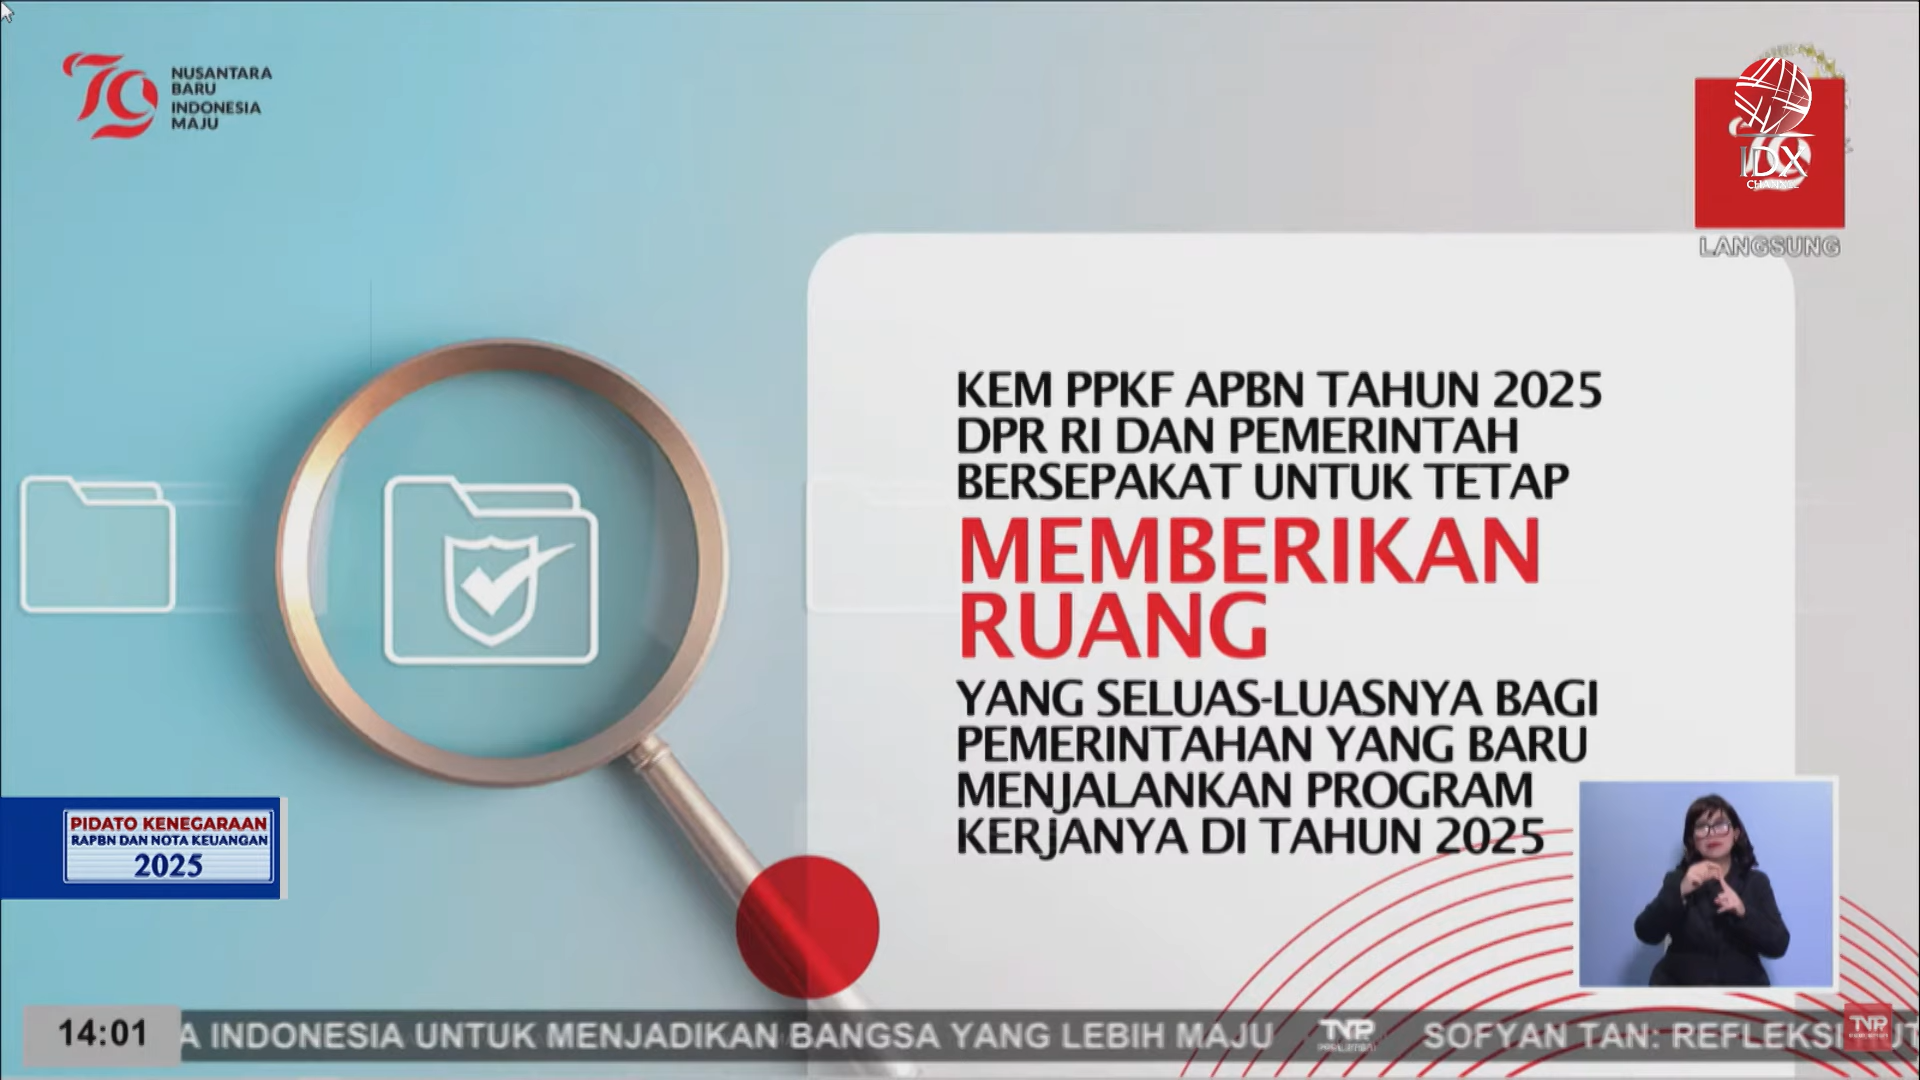 79
NUSANTARA
BARU
INDONESIA
MAJU
IDX
CHANNEL
LANGSUNG
KEM PPKF APBN TAHUN 2025
DPR RI DAN PEMERINTAH
BERSEPAKAT UNTUK TETAP
MEMBERIKAN
RUANG
YANG SELUAS-LUASNYA BAGI
PEMERINTAHAN YANG BARU
MENJALANKAN PROGRAM
KERJANYA DI TAHUN 2025
PIDATO KENEGARAAN
RAPBN DAN NOTA KEUANGAN
2025
14:01
A INDONESIA UNTUK MENJADIKAN BANGSA YANG LEBIH MAJU TVP PARLEMEN SOFYAN TAN: REFLEKSI